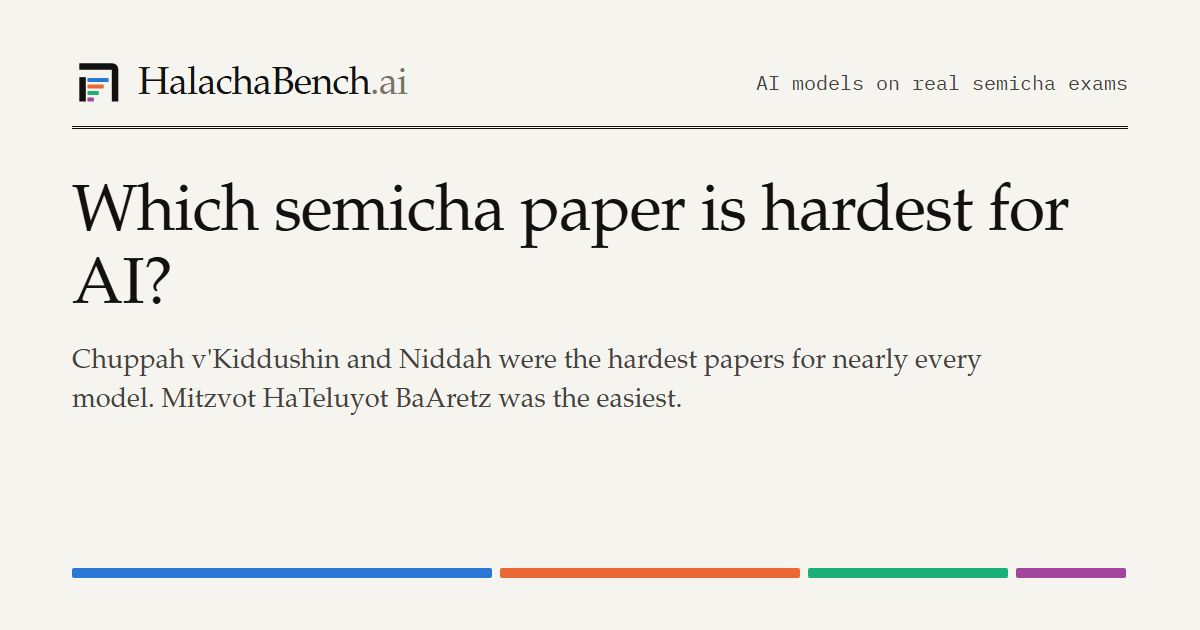 HalachaBench.ai
AI models on real semicha exams
Which semicha paper is hardest for
AI?
Chuppah v'Kiddushin and Niddah were the hardest papers for nearly every
model. Mitzvot HaTeluyot BaAretz was the easiest.